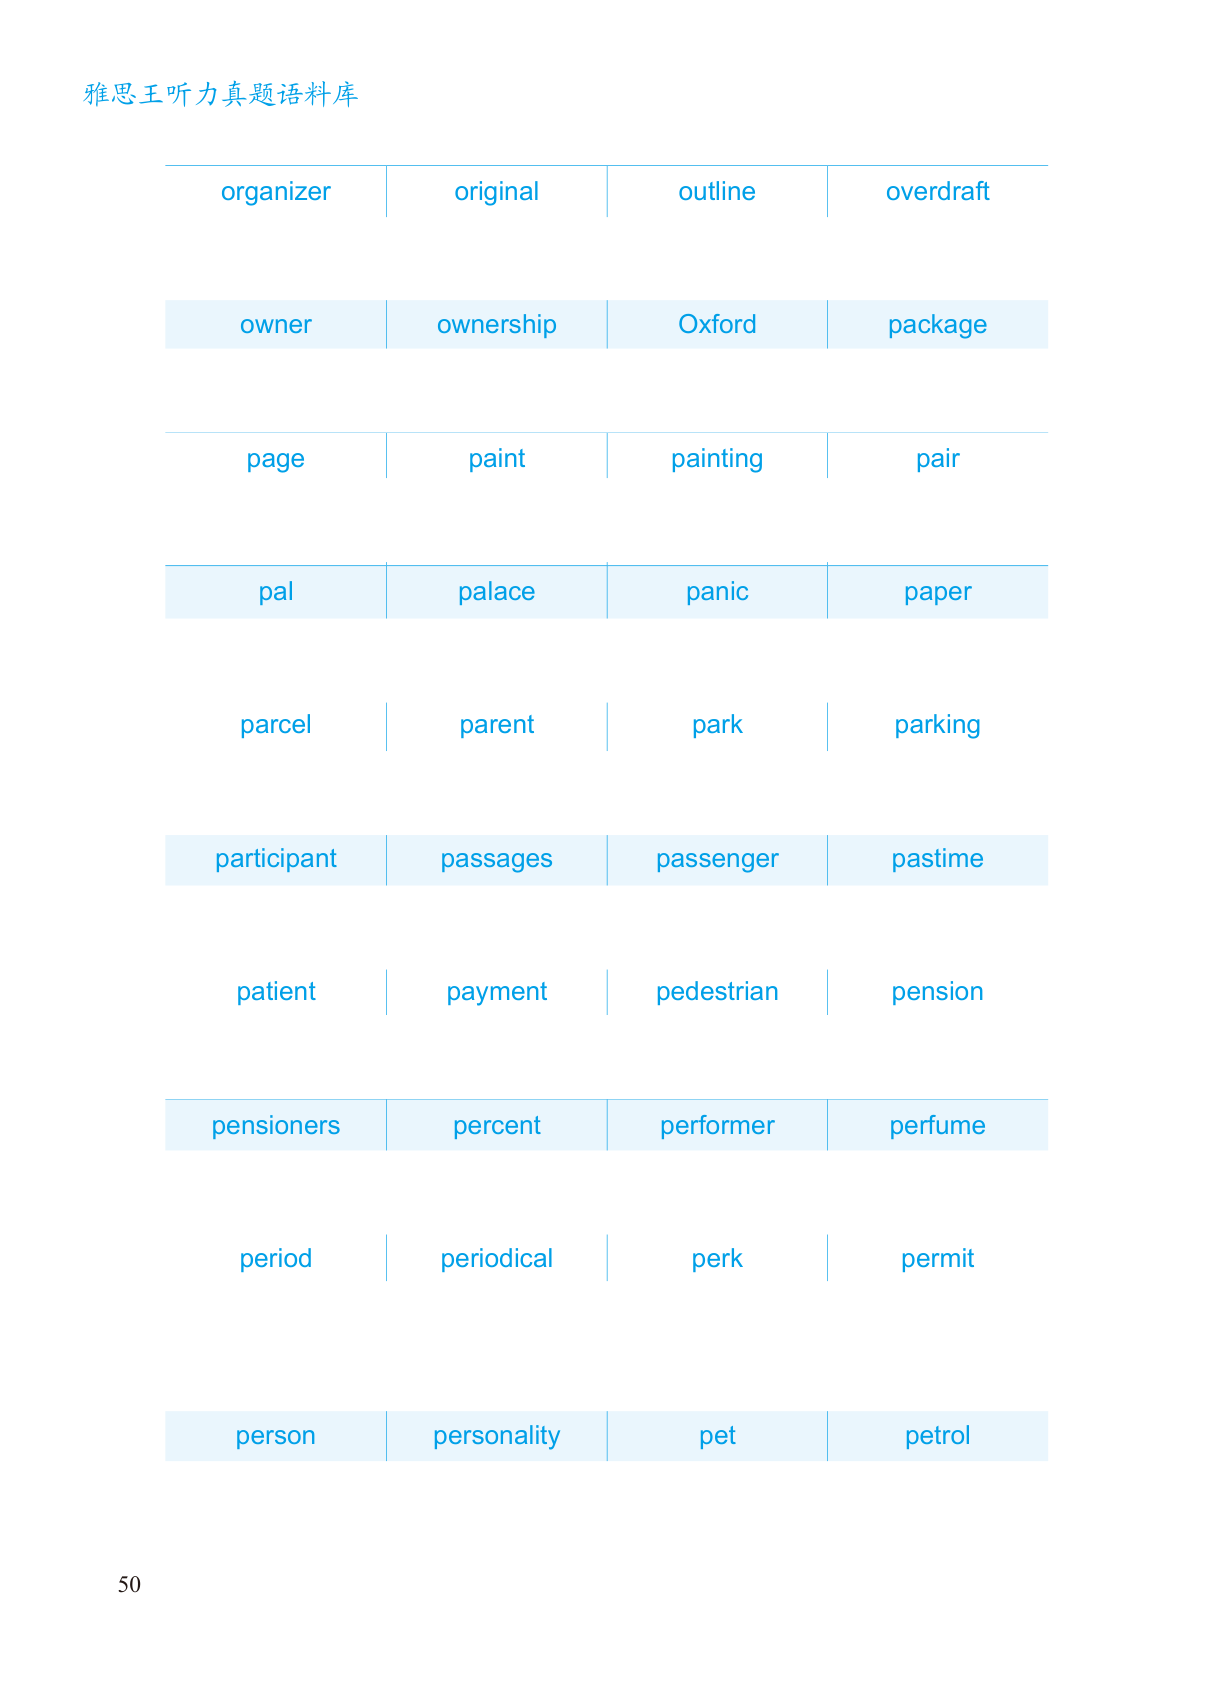 雅思王听力真题语料库
organizer original outline overdraft
owner ownership Oxford package
page paint painting pair
pal palace panic paper
parcel parent park parking
participant passages passenger pastime
patient payment pedestrian pension
pensioners percent performer perfume
period periodical perk permit
person personality pet petrol
50